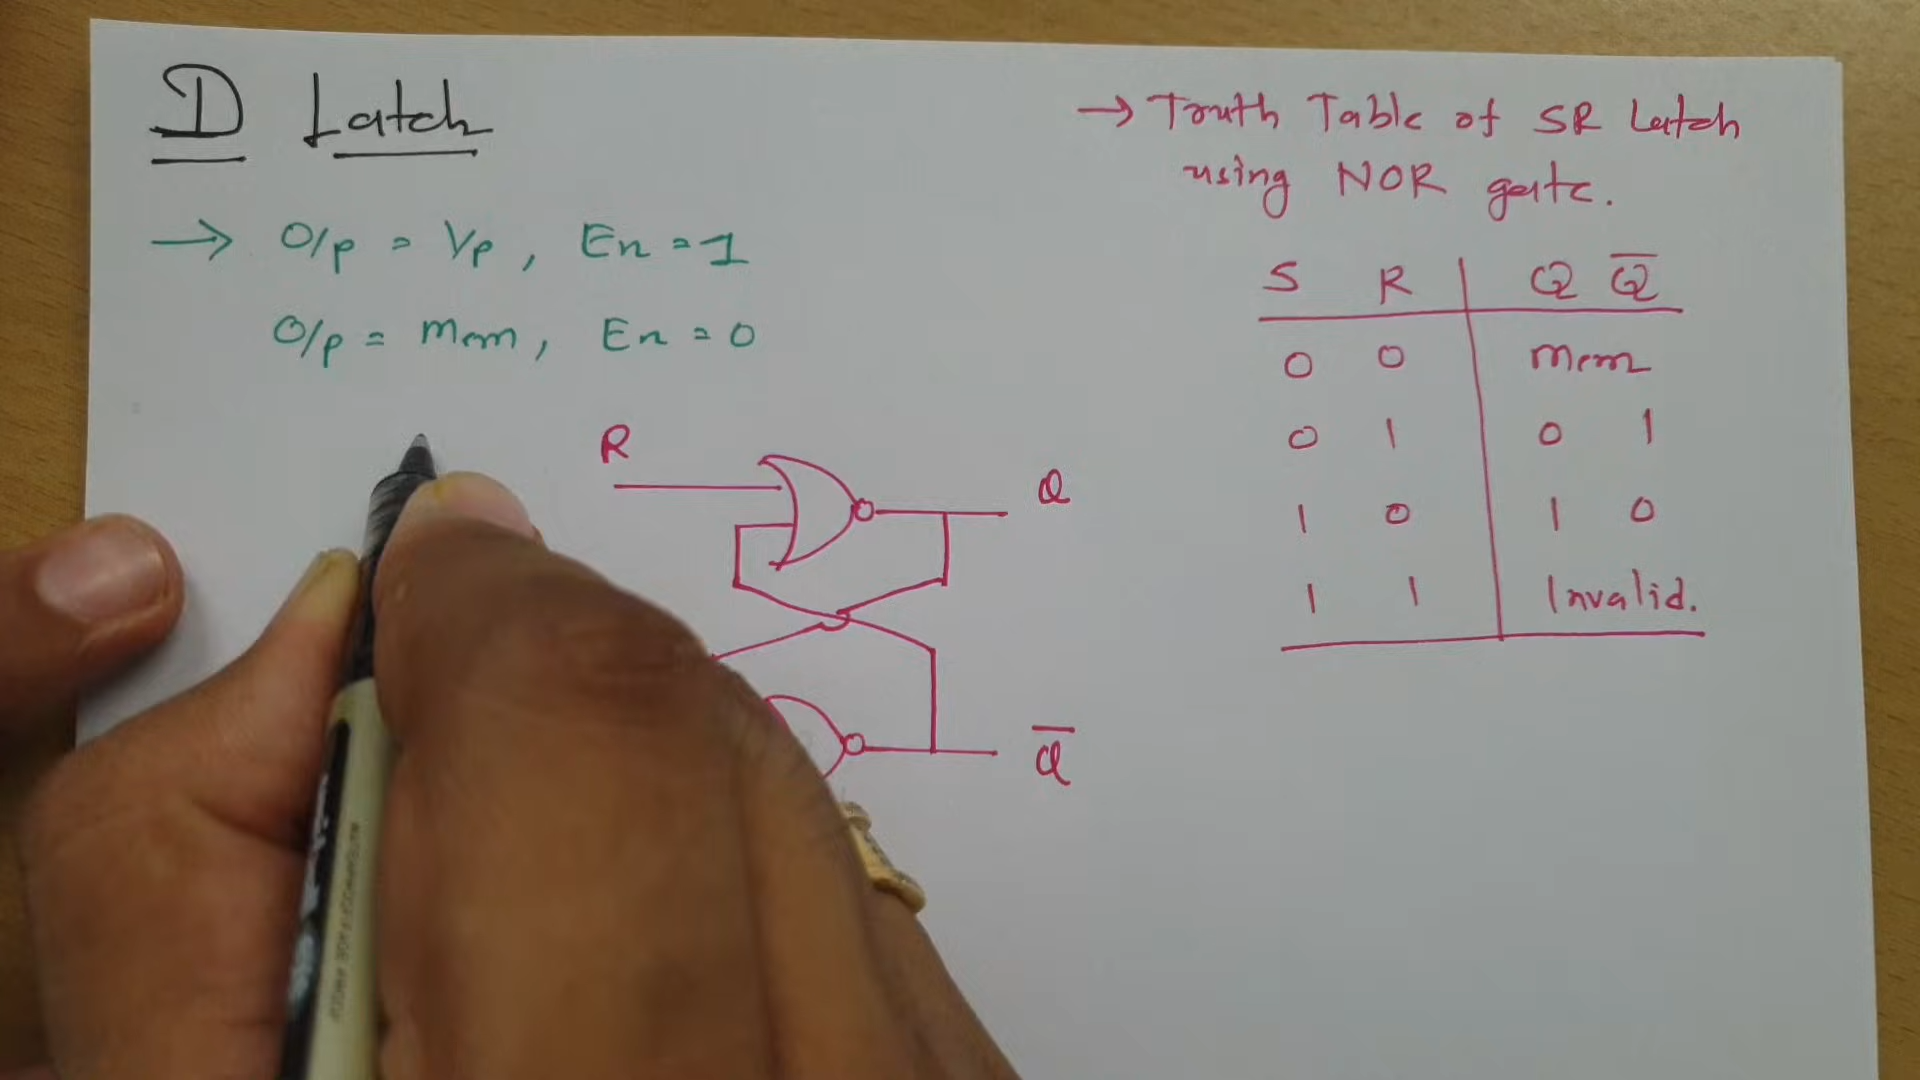 D Latch
→ O/p = I/p, En = 1
O/p = Mem, En = 0
R
Q
Q̅
→ Truth Table of SR Latch
using NOR gate.
S R Q Q̅
0 0 Mem
0 1 0 1
1 0 1 0
1 1 Invalid.